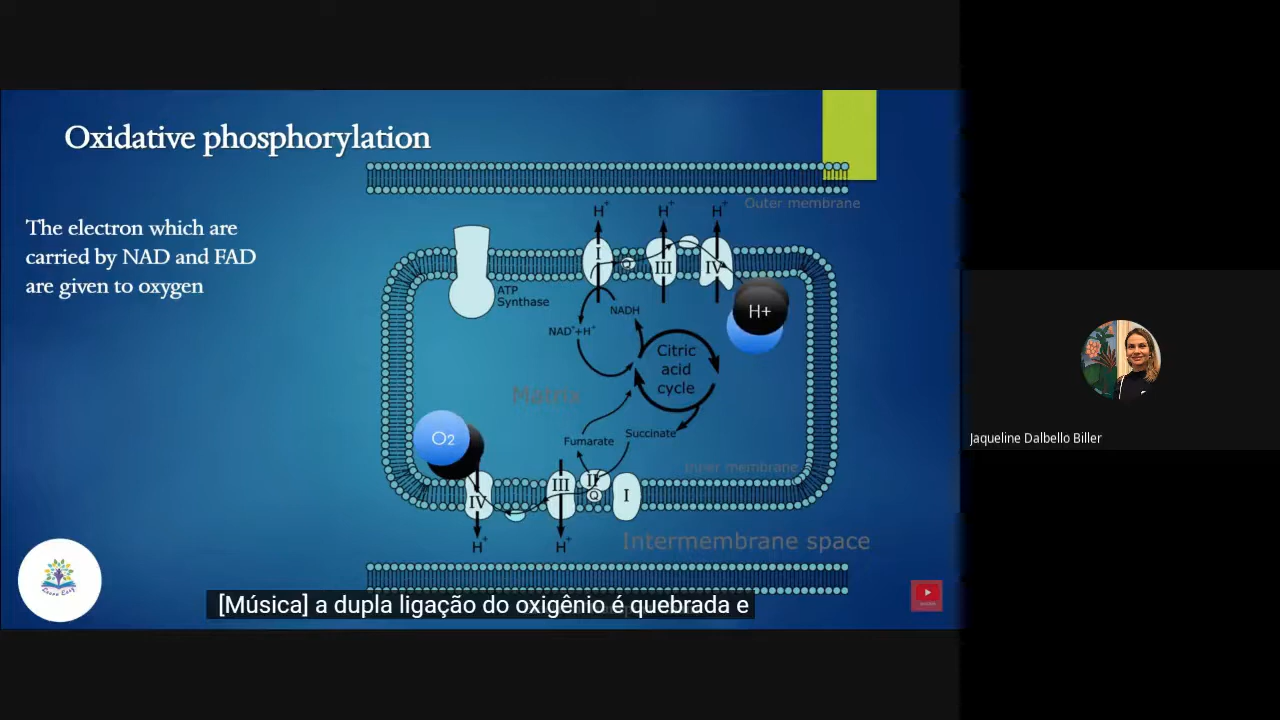 Oxidative phosphorylation
The electron which are
carried by NAD and FAD
are given to oxygen
Outer membrane
H+
H+
H+
I
Q
III
IV
ATP
Synthase
NADH
NAD++H+
H+
Citric
acid
cycle
Matrix
O2
Fumarate
Succinate
Inner membrane
IV
III
II
Q
I
H+
H+
Intermembrane space
[Música] a dupla ligação do oxigênio é quebrada e
Jaqueline Dalbello Biller